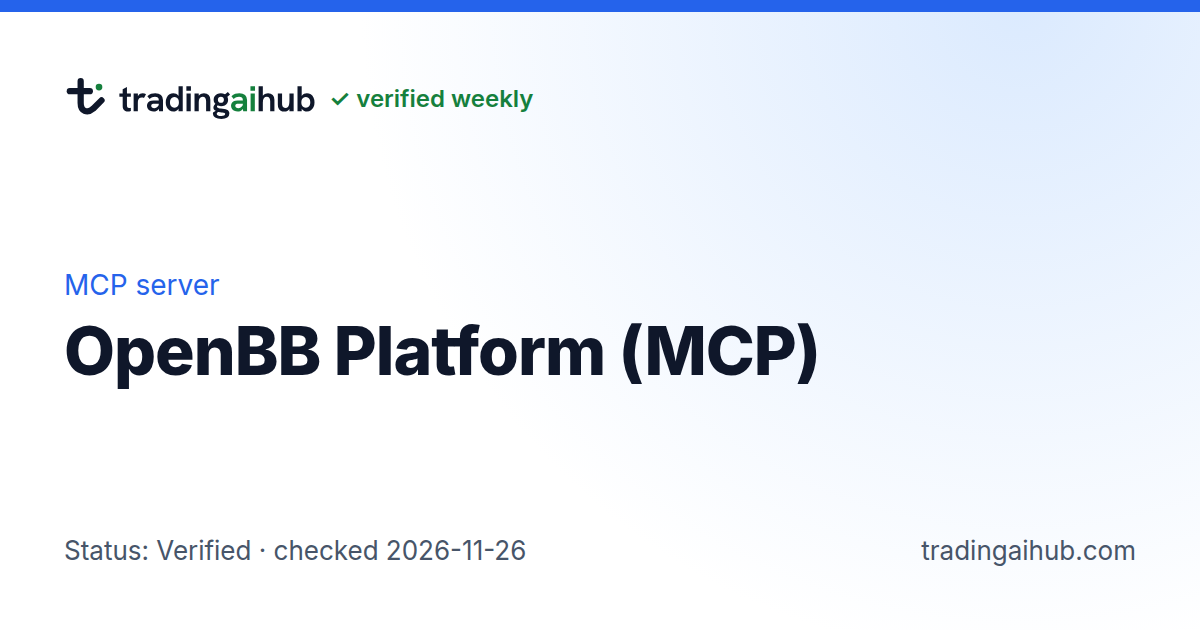 tradingaihub ✓ verified weekly
MCP server
OpenBB Platform (MCP)
Status: Verified · checked 2026-11-26
tradingaihub.com